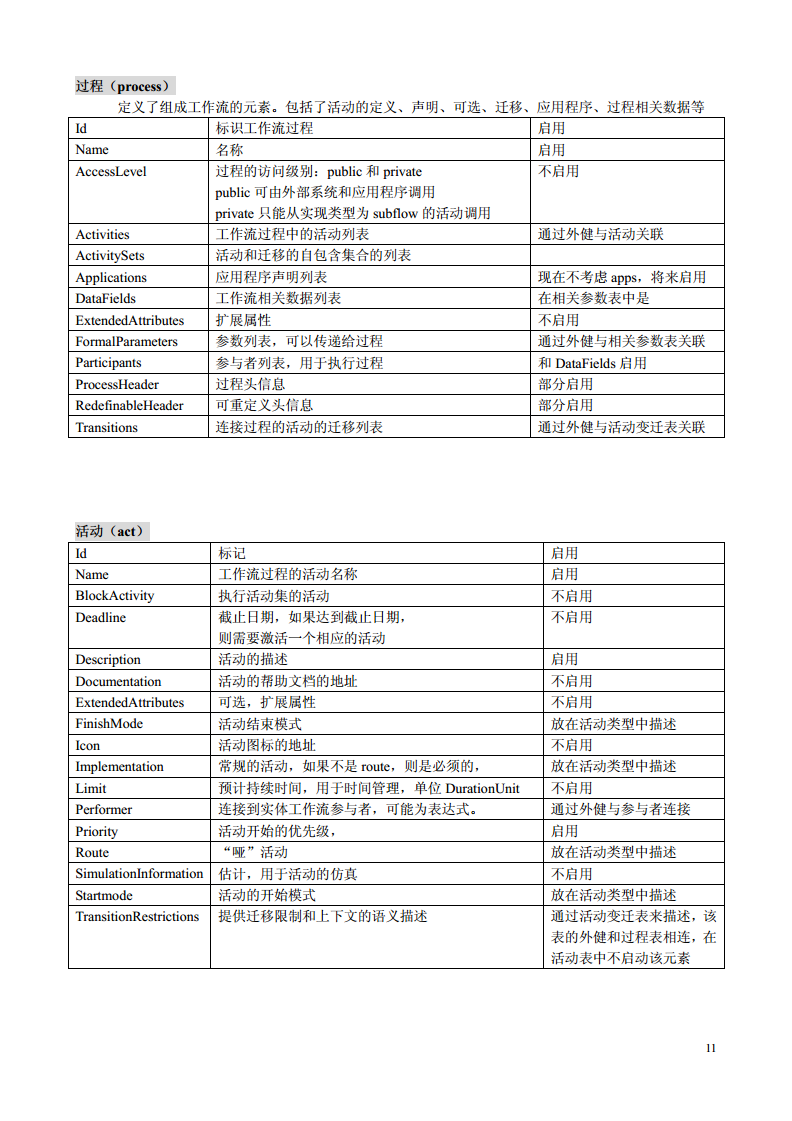 过程（process）
定义了组成工作流的元素。包括了活动的定义、声明、可选、迁移、应用程序、过程相关数据等
Id 标识工作流过程 启用
Name 名称 启用
AccessLevel 过程的访问级别：public 和 private 不启用
public 可由外部系统和应用程序调用
private 只能从实现类型为 subflow 的活动调用
Activities 工作流过程中的活动列表 通过外健与活动关联
ActivitySets 活动和迁移的自包含集合的列表
Applications 应用程序声明列表 现在不考虑 apps，将来启用
DataFields 工作流相关数据列表 在相关参数表中是
ExtendedAttributes 扩展属性 不启用
FormalParameters 参数列表，可以传递给过程 通过外健与相关参数表关联
Participants 参与者列表，用于执行过程 和 DataFields 启用
ProcessHeader 过程头信息 部分启用
RedefinableHeader 可重定义头信息 部分启用
Transitions 连接过程的活动的迁移列表 通过外健与活动变迁表关联
活动（act）
Id 标记 启用
Name 工作流过程的活动名称 启用
BlockActivity 执行活动集的活动 不启用
Deadline 截止日期，如果达到截止日期， 不启用
则需要激活一个相应的活动
Description 活动的描述 启用
Documentation 活动的帮助文档的地址 不启用
ExtendedAttributes 可选，扩展属性 不启用
FinishMode 活动结束模式 放在活动类型中描述
Icon 活动图标的地址 不启用
Implementation 常规的活动，如果不是 route，则是必须的， 放在活动类型中描述
Limit 预计持续时间，用于时间管理，单位 DurationUnit 不启用
Performer 连接到实体工作流参与者，可能为表达式。 通过外健与参与者连接
Priority 活动开始的优先级， 启用
Route “哑”活动 放在活动类型中描述
SimulationInformation 估计，用于活动的仿真 不启用
Startmode 活动的开始模式 放在活动类型中描述
TransitionRestrictions 提供迁移限制和上下文的语义描述 通过活动变迁表来描述，该
表的外健和过程表相连，在
活动表中不启动该元素
11